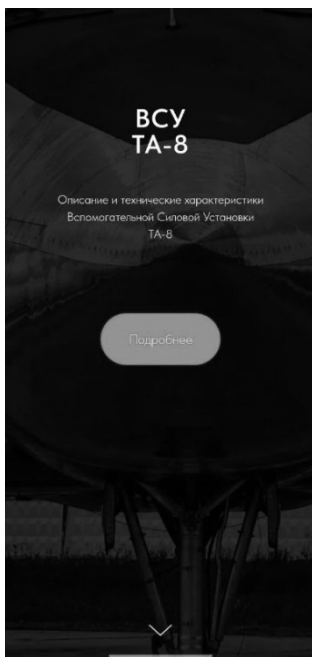 ВСУ
ТА-8
Описание и технические характеристики
Вспомогательной Силовой Установки
ТА-8
Подробнее